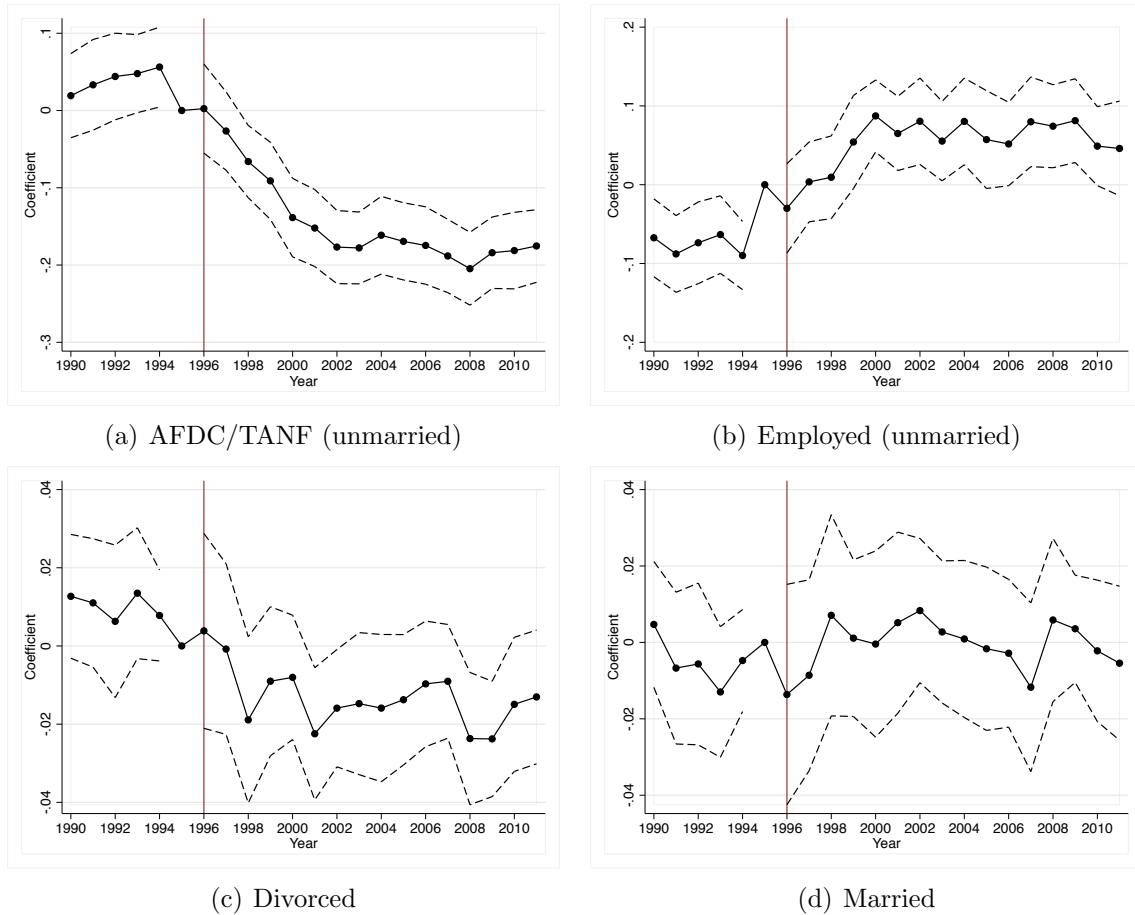 .1
0
-.1
-.2
-.3
Coefficient
1990 1992 1994 1996 1998 2000 2002 2004 2006 2008 2010
Year
(a) AFDC/TANF (unmarried)
.2
.1
0
-.1
-.2
Coefficient
1990 1992 1994 1996 1998 2000 2002 2004 2006 2008 2010
Year
(b) Employed (unmarried)
.04
.02
0
-.02
-.04
Coefficient
1990 1992 1994 1996 1998 2000 2002 2004 2006 2008 2010
Year
(c) Divorced
.04
.02
0
-.02
-.04
Coefficient
1990 1992 1994 1996 1998 2000 2002 2004 2006 2008 2010
Year
(d) Married